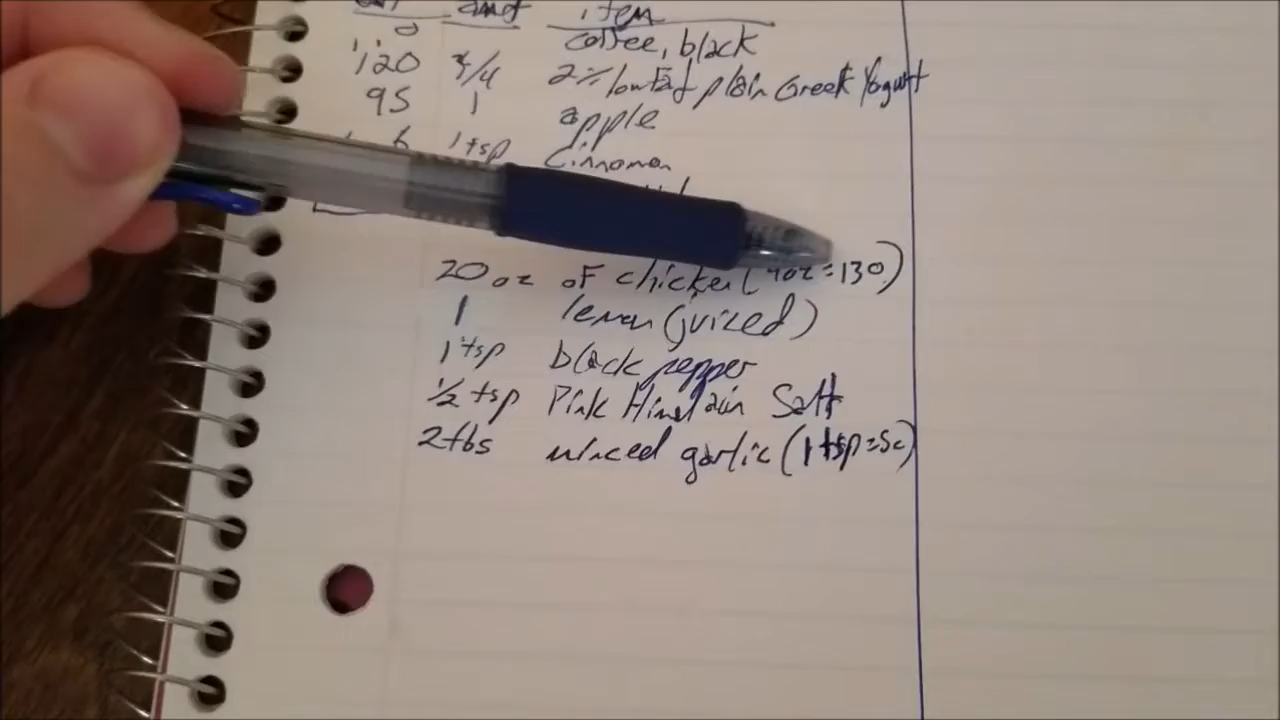 amt item
0 coffee, black
120 3/4 2% lowfat plain Greek Yogurt
95 1 apple
6 1 tsp Cinnamon
20 oz of chicken (4oz=130)
1 lemon (juiced)
1 tsp black pepper
1/2 tsp Pink Himalain Salt
2 tbs minced garlic (1 tsp=5c)